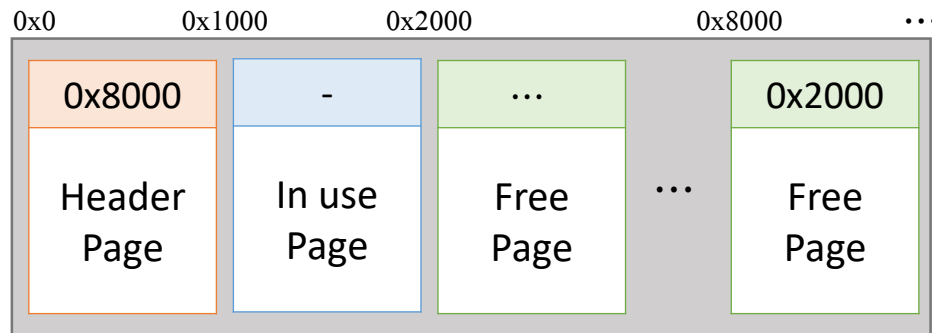 0x0 0x1000 0x2000 0x8000 ...
0x8000 - ... 0x2000
Header In use Free ... Free
Page Page Page Page